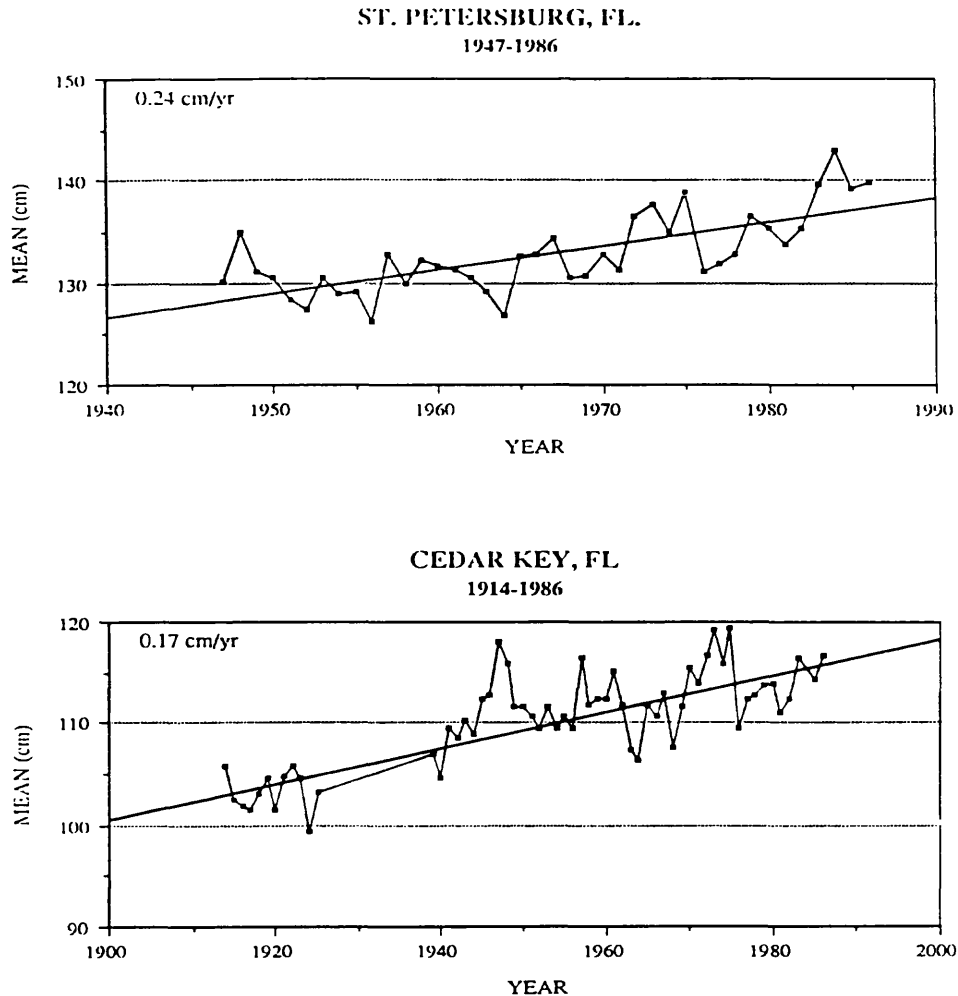 ST. PETERSBURG, FL.
1947-1986
0.24 cm/yr
150
140
130
120
MEAN (cm)
1940 1950 1960 1970 1980 1990
YEAR
CEDAR KEY, FL
1914-1986
0.17 cm/yr
120
110
100
90
MEAN (cm)
1900 1920 1940 1960 1980 2000
YEAR